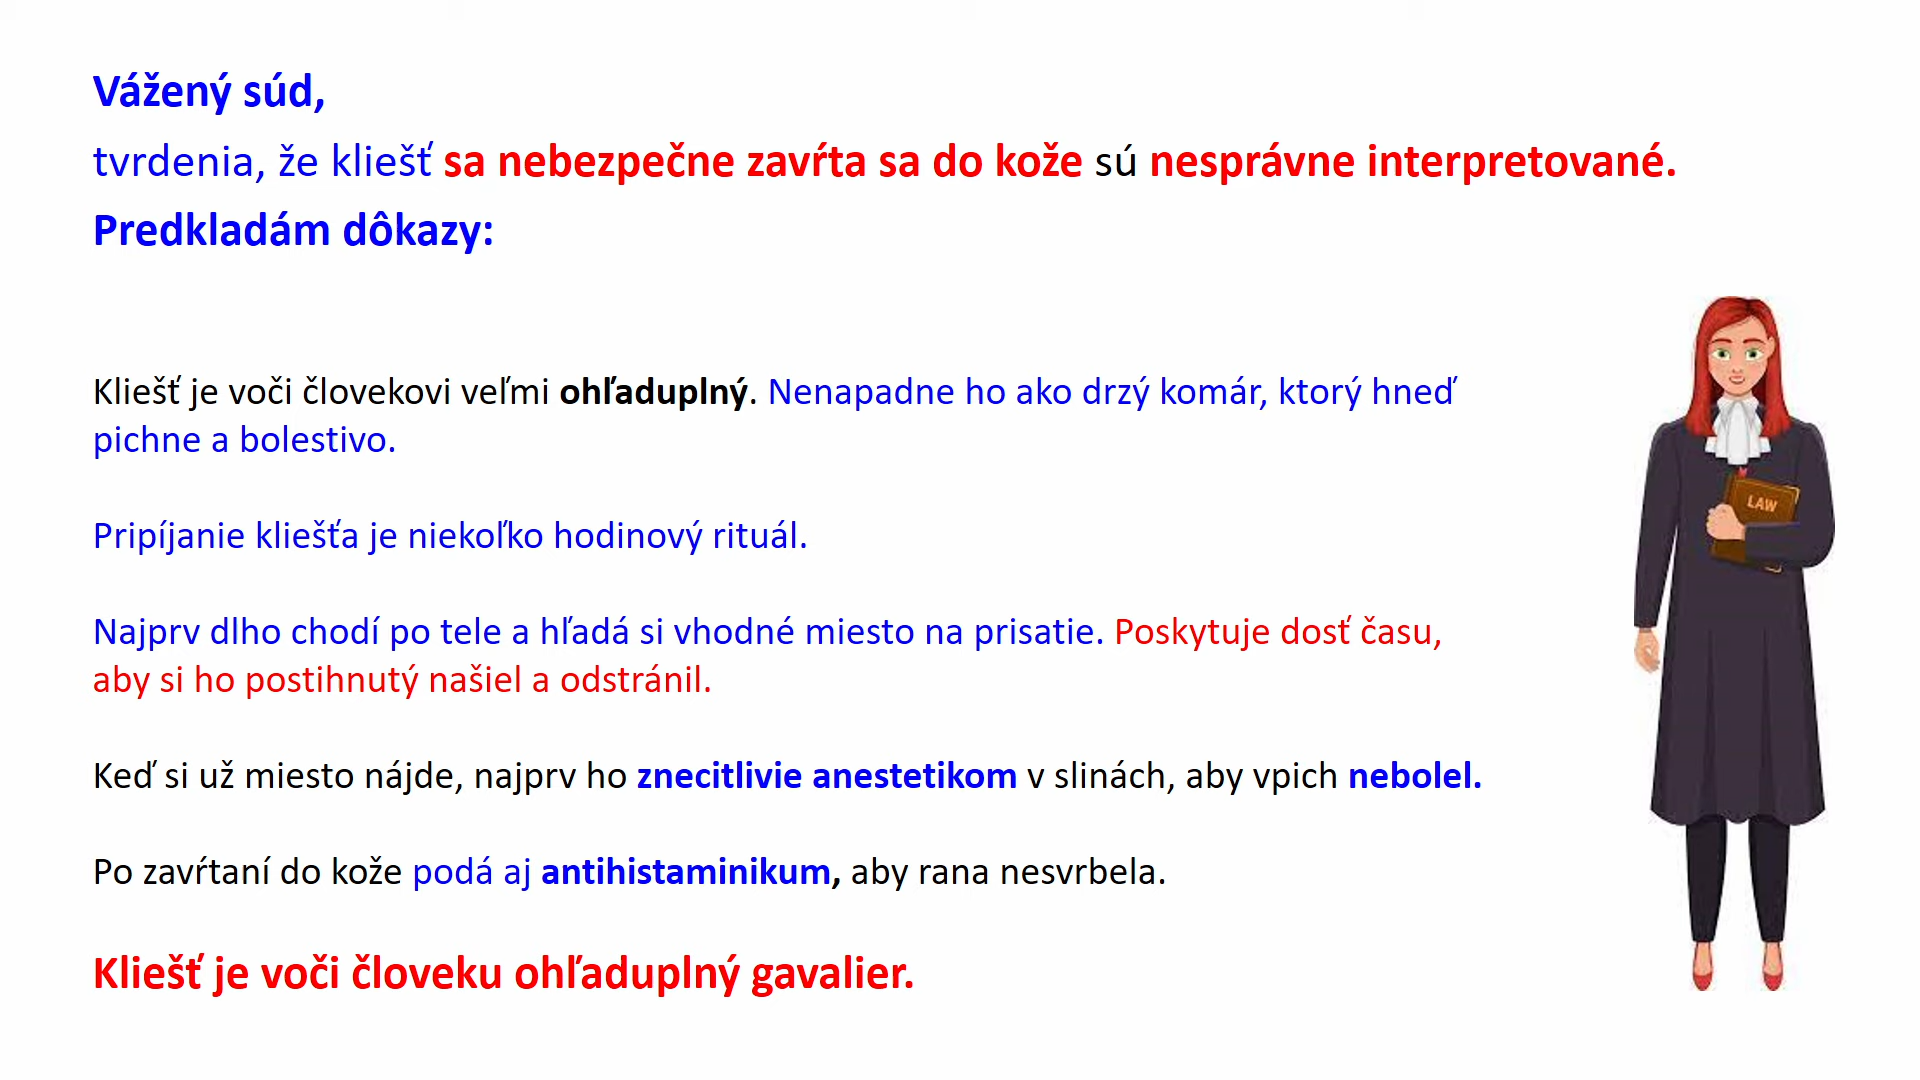 Vážený súd,
tvrdenia, že kliešť sa nebezpečne zavŕta sa do kože sú nesprávne interpretované.
Predkladám dôkazy:
Kliešť je voči človekovi veľmi ohľaduplný. Nenapadne ho ako drzý komár, ktorý hneď
pichne a bolestivo.
Pripíjanie kliešťa je niekoľko hodinový rituál.
Najprv dlho chodí po tele a hľadá si vhodné miesto na prisatie. Poskytuje dosť času,
aby si ho postihnutý našiel a odstránil.
Keď si už miesto nájde, najprv ho znecitlivie anestetikom v slinách, aby vpich nebolel.
Po zavŕtaní do kože podá aj antihistaminikum, aby rana nesvrbela.
Kliešť je voči človeku ohľaduplný gavalier.
LAW